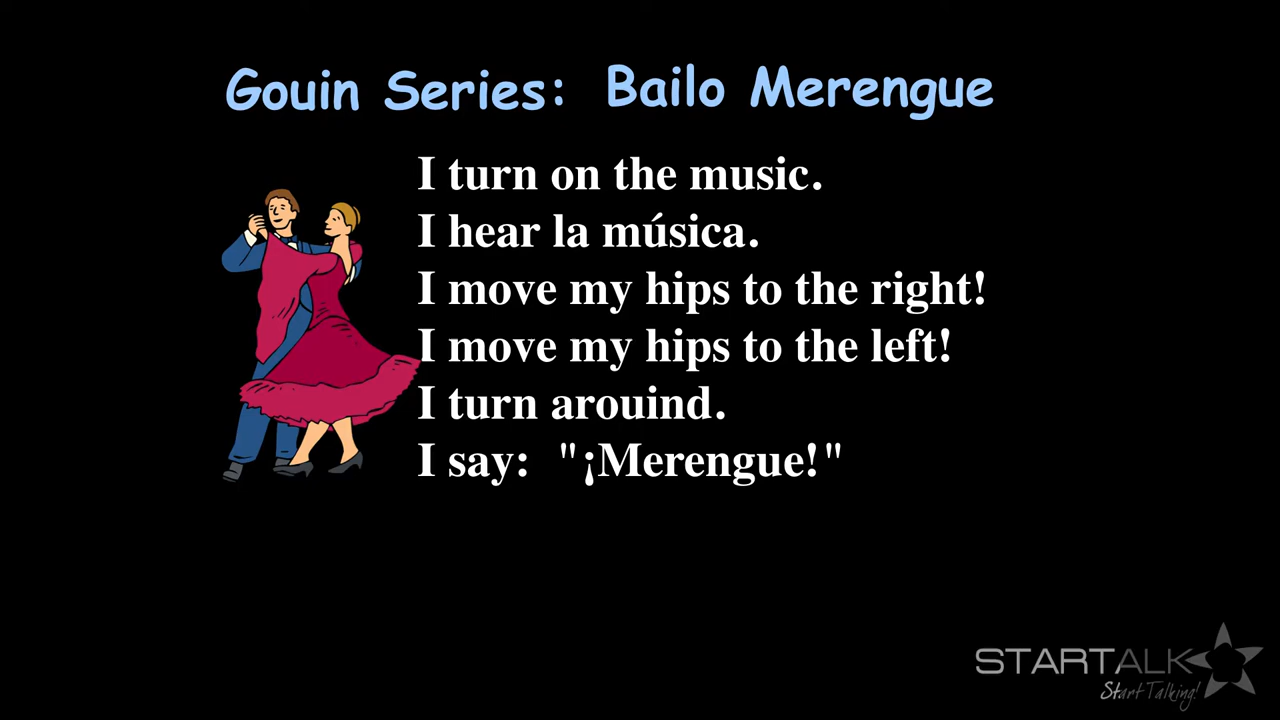 Gouin Series: Bailo Merengue
I turn on the music.
I hear la música.
I move my hips to the right!
I move my hips to the left!
I turn arouind.
I say: "¡Merengue!"
STARTALK
Start Talking!